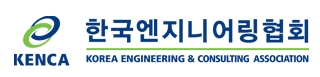 한국엔지니어링협회
KENCA
KOREA ENGINEERING & CONSULTING ASSOCIATION